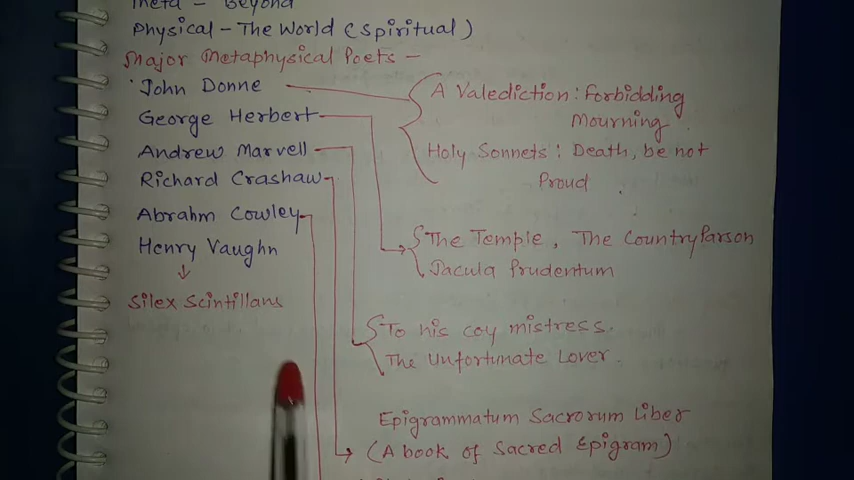 Meta - Beyond
Physical - The World (Spiritual)
Major Metaphysical Poets -
John Donne
George Herbert
Andrew Marvell
Richard Crashaw
Abrahm Cowley
Henry Vaughn
Silex Scintillans
A Valediction: Forbidding
Mourning
Holy Sonnets: Death, be not
Proud
The Temple, The Country Parson
Jacula Prudentum
To his coy mistress.
The Unfortunate Lover
Epigrammatum Sacrorum Liber
(A book of Sacred Epigram)